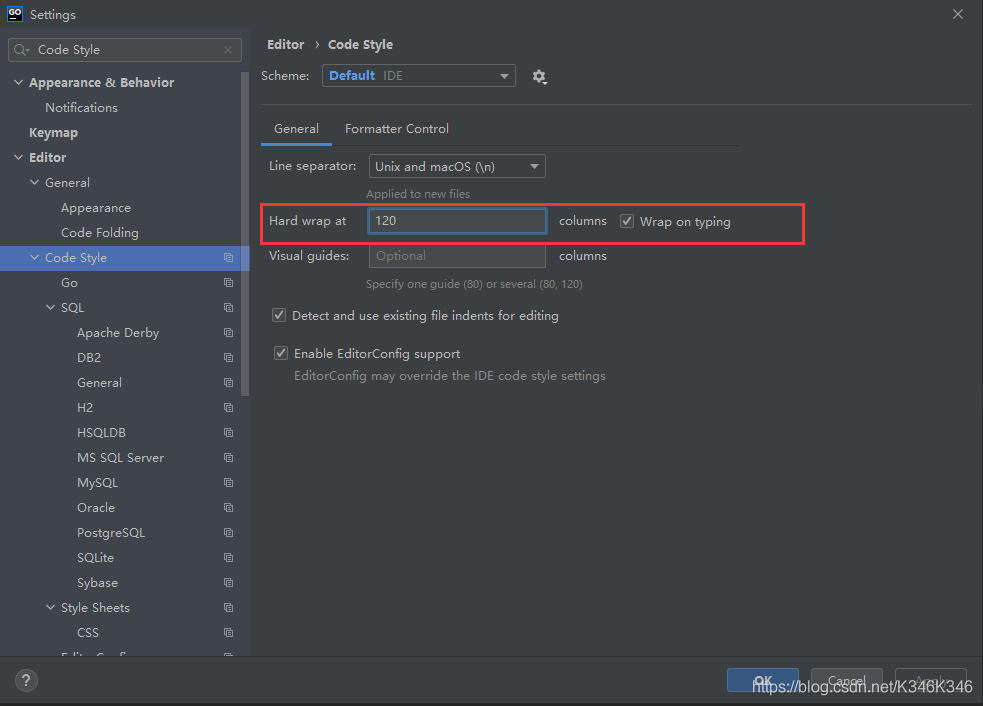 GO Settings
Code Style
Appearance & Behavior
Notifications
Keymap
Editor
General
Appearance
Code Folding
Code Style
Go
SQL
Apache Derby
DB2
General
H2
HSQLDB
MS SQL Server
MySQL
Oracle
PostgreSQL
SQLite
Sybase
Style Sheets
CSS
Editor › Code Style
Scheme: Default IDE
General Formatter Control
Line separator: Unix and macOS (\n)
Applied to new files
Hard wrap at 120 columns Wrap on typing
Visual guides: Optional columns
Specify one guide (80) or several (80, 120)
Detect and use existing file indents for editing
Enable EditorConfig support
EditorConfig may override the IDE code style settings
? OK Cancel Apply
https://blog.csdn.net/K346K346